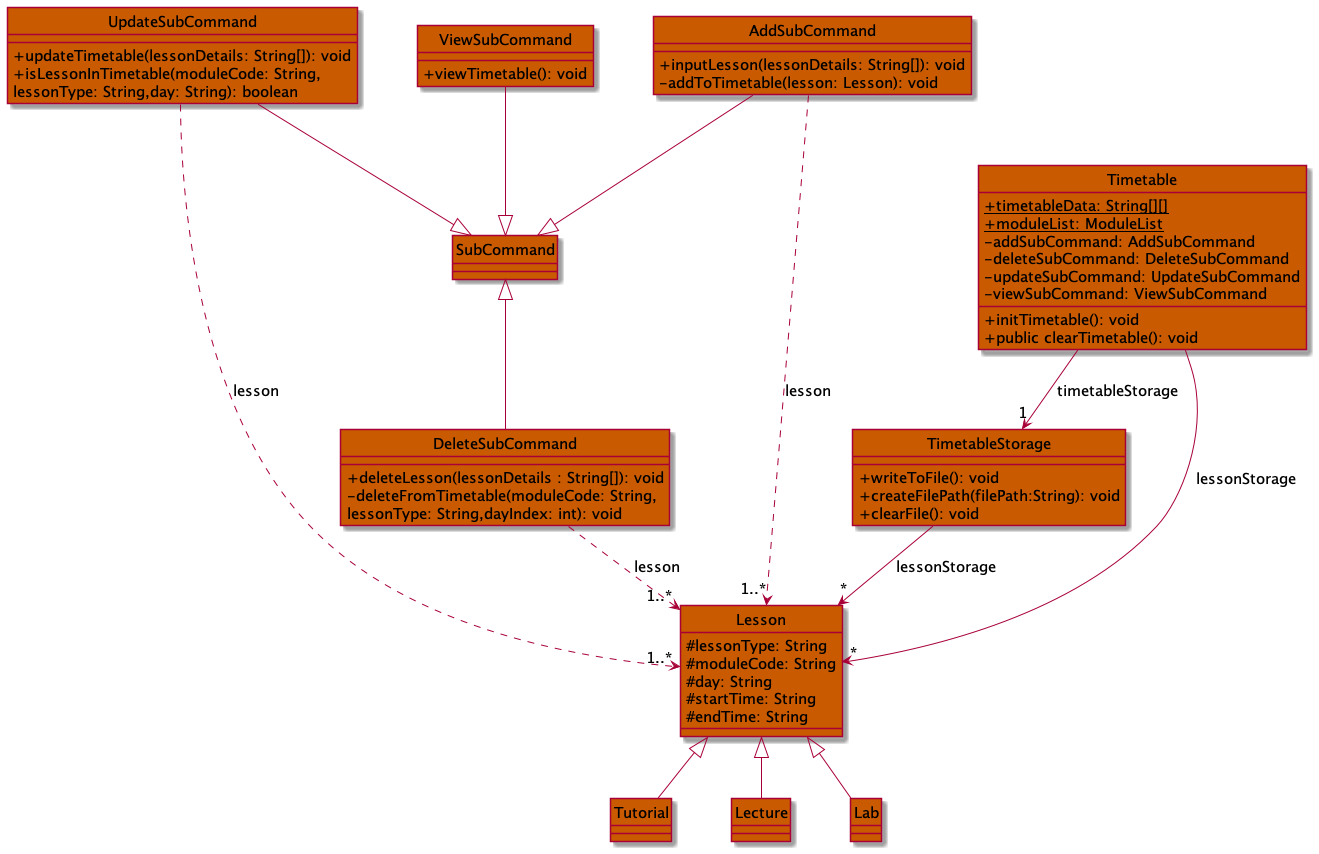 UpdateSubCommand
+updateTimetable(lessonDetails: String[]): void
+isLessonInTimetable(moduleCode: String,
lessonType: String,day: String): boolean
ViewSubCommand
+viewTimetable(): void
AddSubCommand
+inputLesson(lessonDetails: String[]): void
-addToTimetable(lesson: Lesson): void
Timetable
+timetableData: String[][]
+moduleList: ModuleList
-addSubCommand: AddSubCommand
-deleteSubCommand: DeleteSubCommand
-updateSubCommand: UpdateSubCommand
-viewSubCommand: ViewSubCommand
+initTimetable(): void
+public clearTimetable(): void
SubCommand
lesson
lesson
timetableStorage
1
DeleteSubCommand
+deleteLesson(lessonDetails : String[]): void
-deleteFromTimetable(moduleCode: String,
lessonType: String,dayIndex: int): void
TimetableStorage
+writeToFile(): void
+createFilePath(filePath:String): void
+clearFile(): void
lessonStorage
lesson
lessonStorage
1..*
1..*
*
Lesson
#lessonType: String
#moduleCode: String
#day: String
#startTime: String
#endTime: String
1..*
*
Tutorial
Lecture
Lab